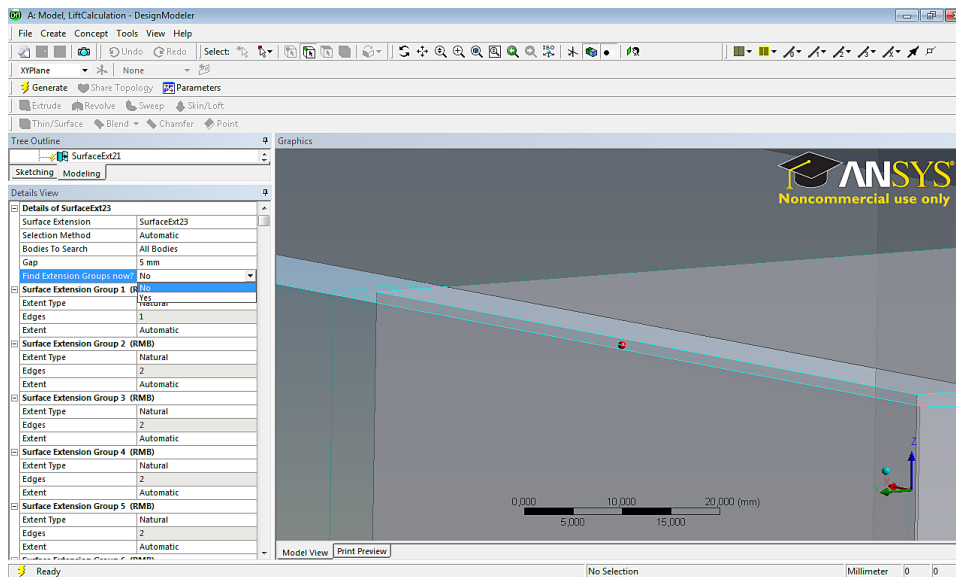 A: Model, LiftCalculation - DesignModeler
File Create Concept Tools View Help
Undo Redo Select:
XYPlane None
Generate Share Topology Parameters
Extrude Revolve Sweep Skin/Loft
Thin/Surface Blend Chamfer Point
Tree Outline
SurfaceExt21
Sketching Modeling
Details View
Details of SurfaceExt23
Surface Extension SurfaceExt23
Selection Method Automatic
Bodies To Search All Bodies
Gap 5 mm
Find Extension Groups now? No
No
Yes
Surface Extension Group 1 (R
Extent Type Natural
Edges 1
Extent Automatic
Surface Extension Group 2 (RMB)
Extent Type Natural
Edges 2
Extent Automatic
Surface Extension Group 3 (RMB)
Extent Type Natural
Edges 2
Extent Automatic
Surface Extension Group 4 (RMB)
Extent Type Natural
Edges 2
Extent Automatic
Surface Extension Group 5 (RMB)
Extent Type Natural
Edges 2
Extent Automatic
Graphics
ANSYS
Noncommercial use only
Z
0,000 10,000 20,000 (mm)
5,000 15,000
Model View Print Preview
Ready No Selection Millimeter 0 0